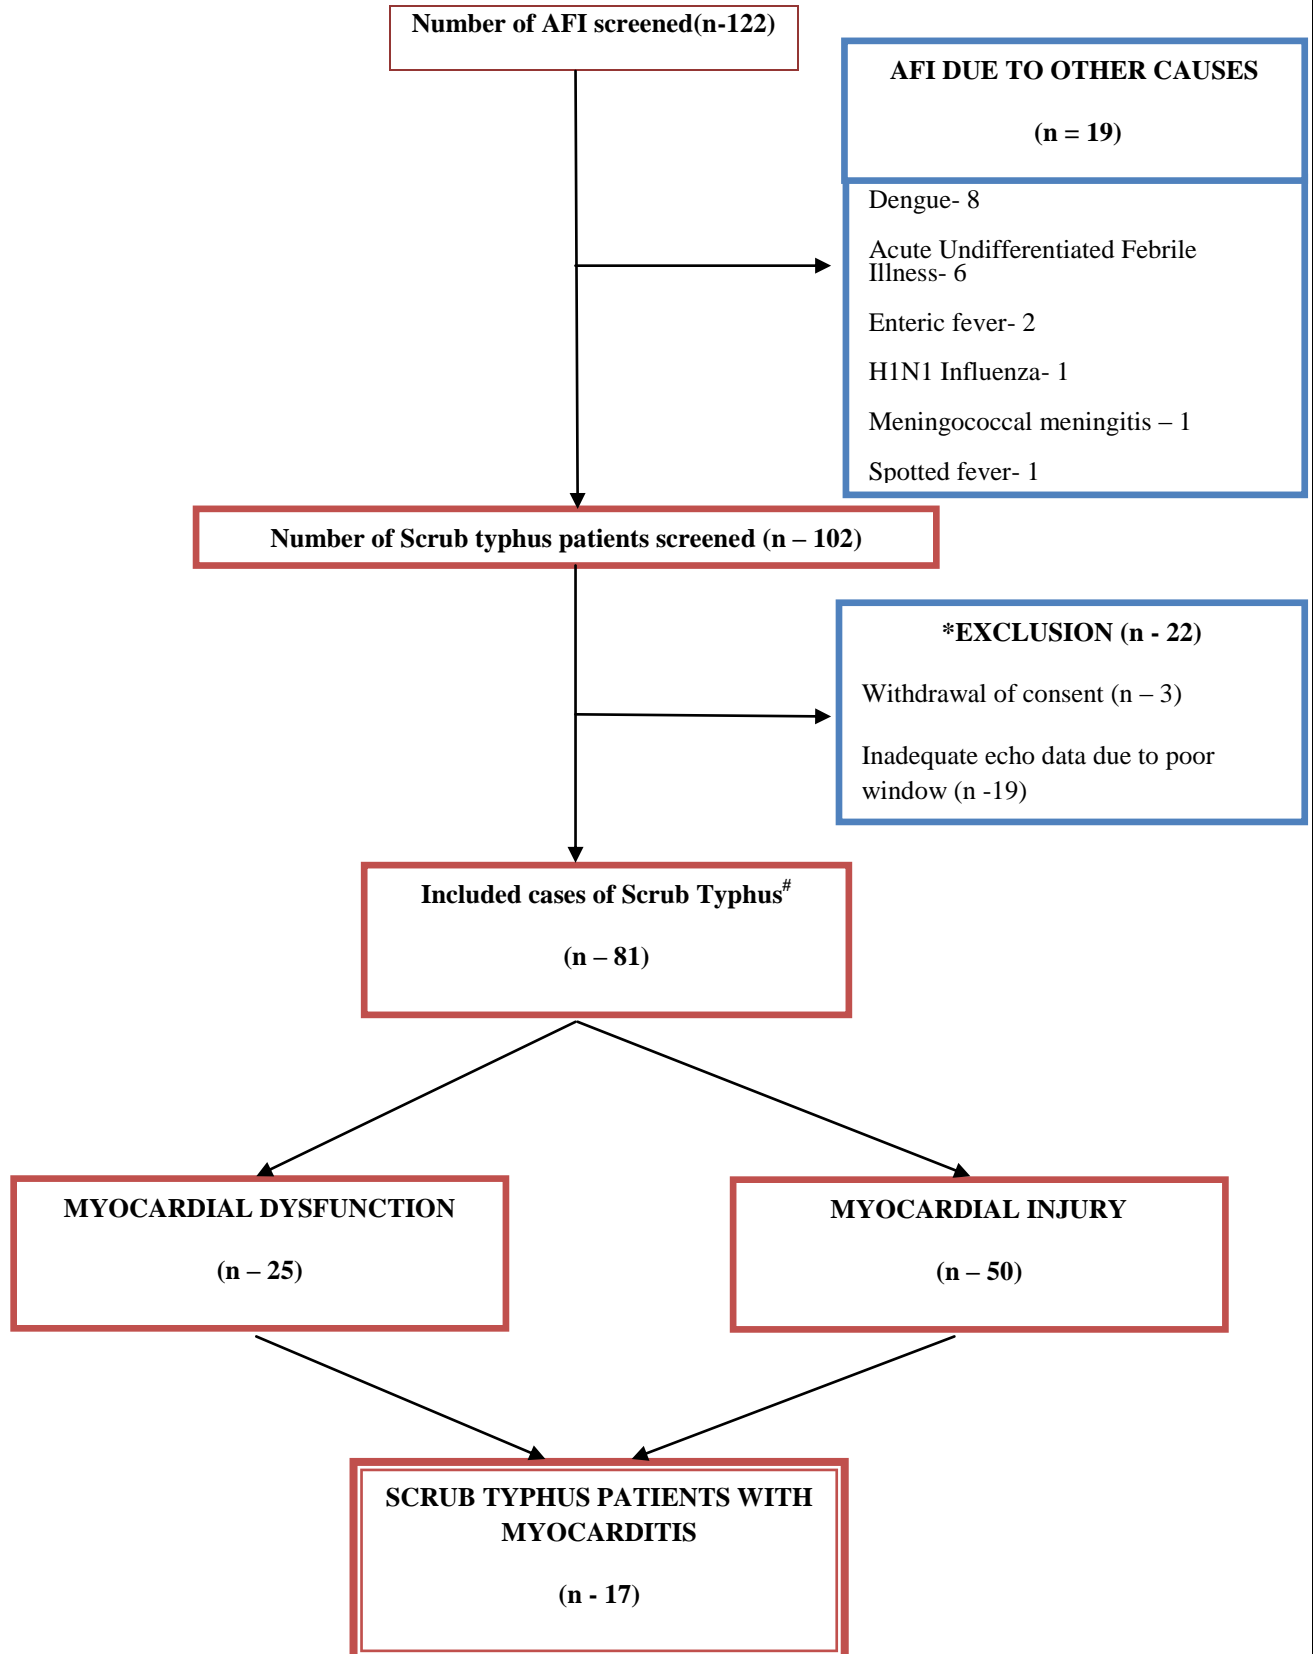 Number of AFI screened(n-122)
AFI DUE TO OTHER CAUSES
(n = 19)
Dengue- 8
Acute Undifferentiated Febrile
Illness- 6
Enteric fever- 2
H1N1 Influenza- 1
Meningococcal meningitis – 1
Spotted fever- 1
Number of Scrub typhus patients screened (n – 102)
*EXCLUSION (n - 22)
Withdrawal of consent (n – 3)
Inadequate echo data due to poor
window (n -19)
Included cases of Scrub Typhus#
(n – 81)
MYOCARDIAL DYSFUNCTION
(n – 25)
MYOCARDIAL INJURY
(n – 50)
SCRUB TYPHUS PATIENTS WITH
MYOCARDITIS
(n - 17)